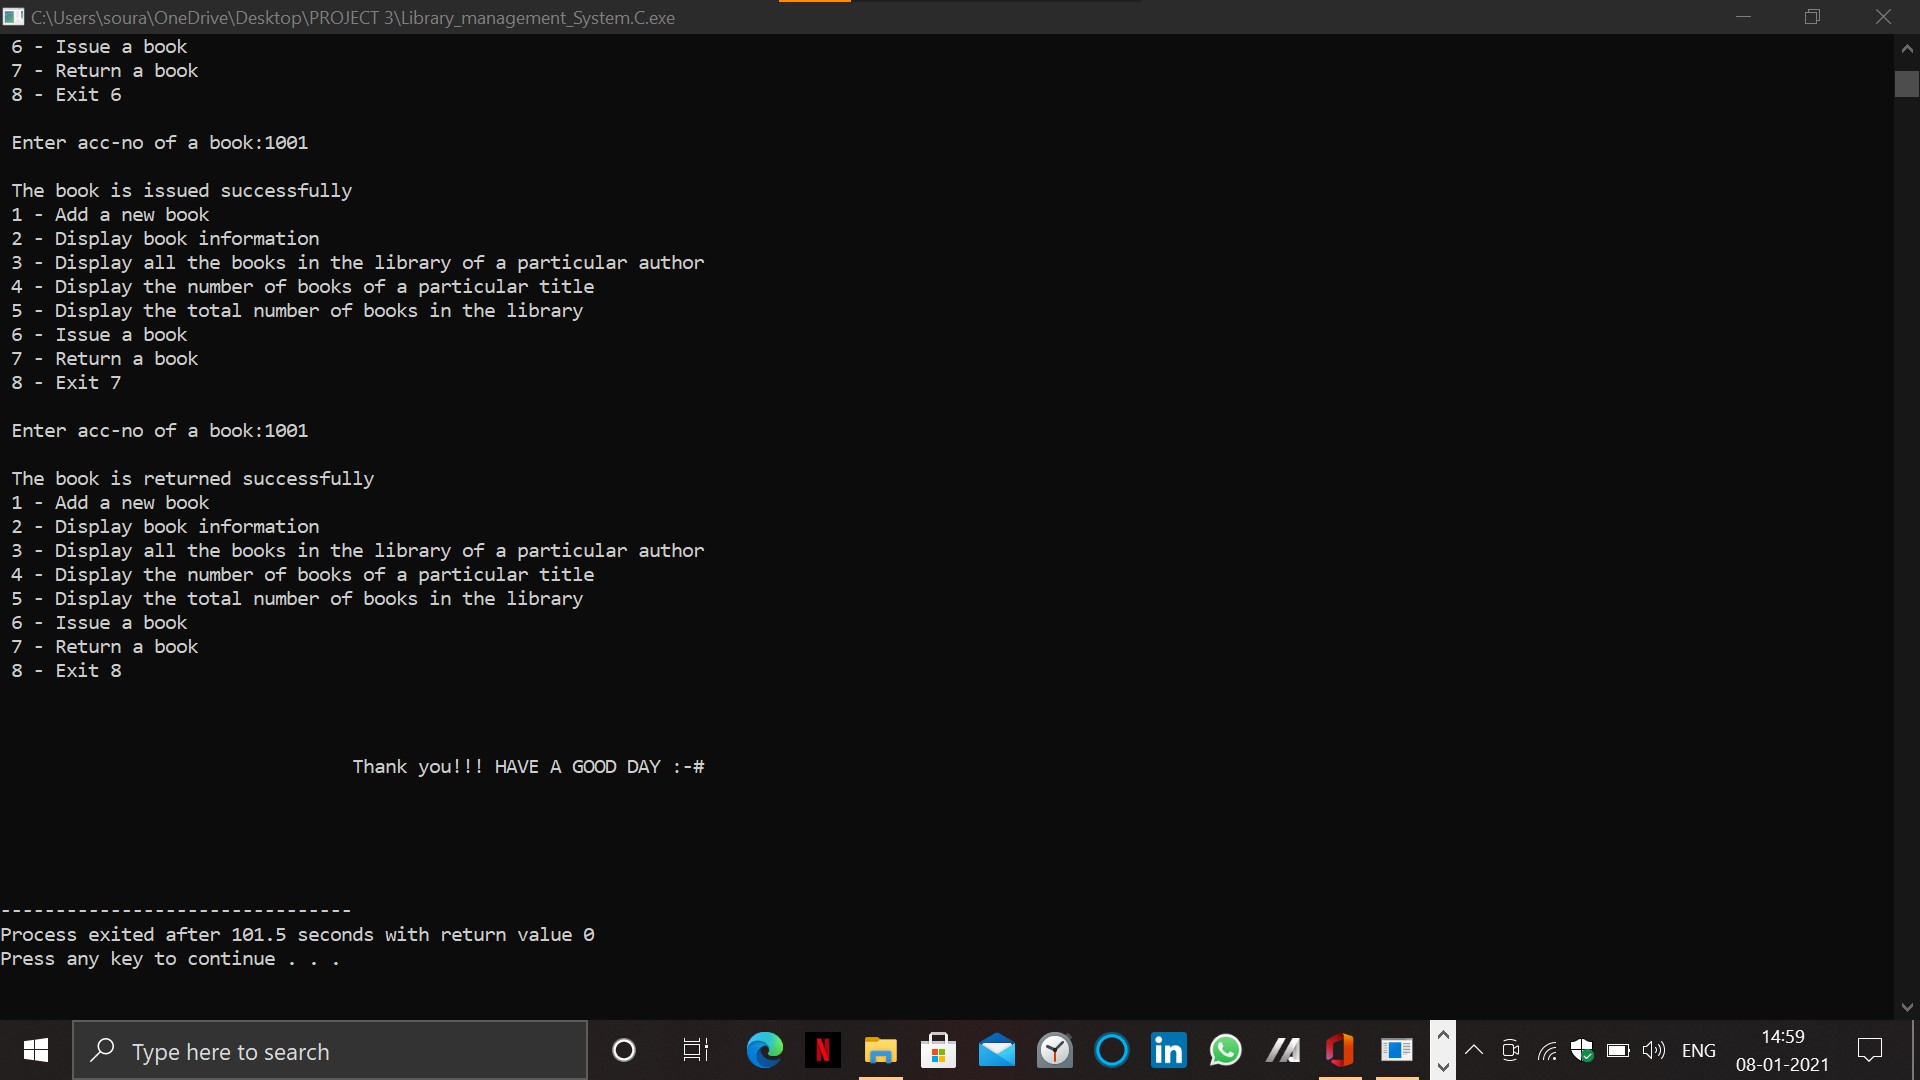 C:\Users\soura\OneDrive\Desktop\PROJECT 3\Library_management_System.C.exe
6 - Issue a book
7 - Return a book
8 - Exit 6
Enter acc-no of a book:1001
The book is issued successfully
1 - Add a new book
2 - Display book information
3 - Display all the books in the library of a particular author
4 - Display the number of books of a particular title
5 - Display the total number of books in the library
6 - Issue a book
7 - Return a book
8 - Exit 7
Enter acc-no of a book:1001
The book is returned successfully
1 - Add a new book
2 - Display book information
3 - Display all the books in the library of a particular author
4 - Display the number of books of a particular title
5 - Display the total number of books in the library
6 - Issue a book
7 - Return a book
8 - Exit 8
Thank you!!! HAVE A GOOD DAY :-#
--------------------------------
Process exited after 101.5 seconds with return value 0
Press any key to continue . . .
Type here to search
N
in
ENG
14:59
08-01-2021